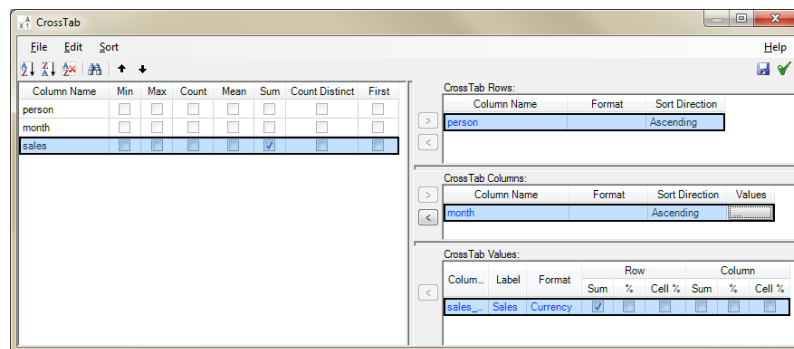 CrossTab
File Edit Sort Help
Column Name Min Max Count Mean Sum Count Distinct First
person
month
sales
CrossTab Rows:
Column Name Format Sort Direction
person Ascending
CrossTab Columns:
Column Name Format Sort Direction Values
month Ascending ...
CrossTab Values:
Row Column
Colum... Label Format Sum % Cell % Sum % Cell %
sales_... Sales Currency